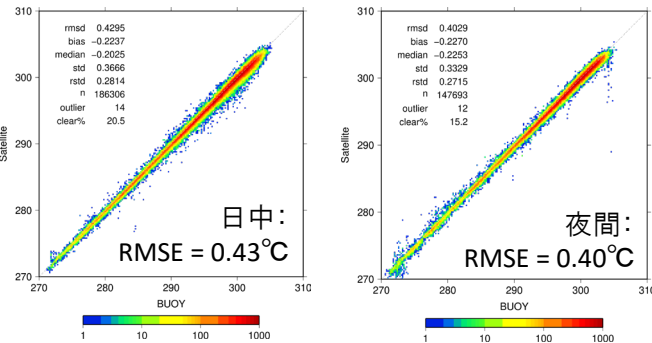 rmsd 0.4295
bias −0.2237
median −0.2025
std 0.3666
rstd 0.2814
n 186306
outlier 14
clear% 20.5
日中:
RMSE = 0.43℃
Satellite
310
300
290
280
270
270 280 290 300 310
BUOY
1 10 100 1000
rmsd 0.4029
bias −0.2270
median −0.2253
std 0.3329
rstd 0.2715
n 147693
outlier 12
clear% 15.2
夜間:
RMSE = 0.40℃
Satellite
310
300
290
280
270
270 280 290 300 310
BUOY
1 10 100 1000